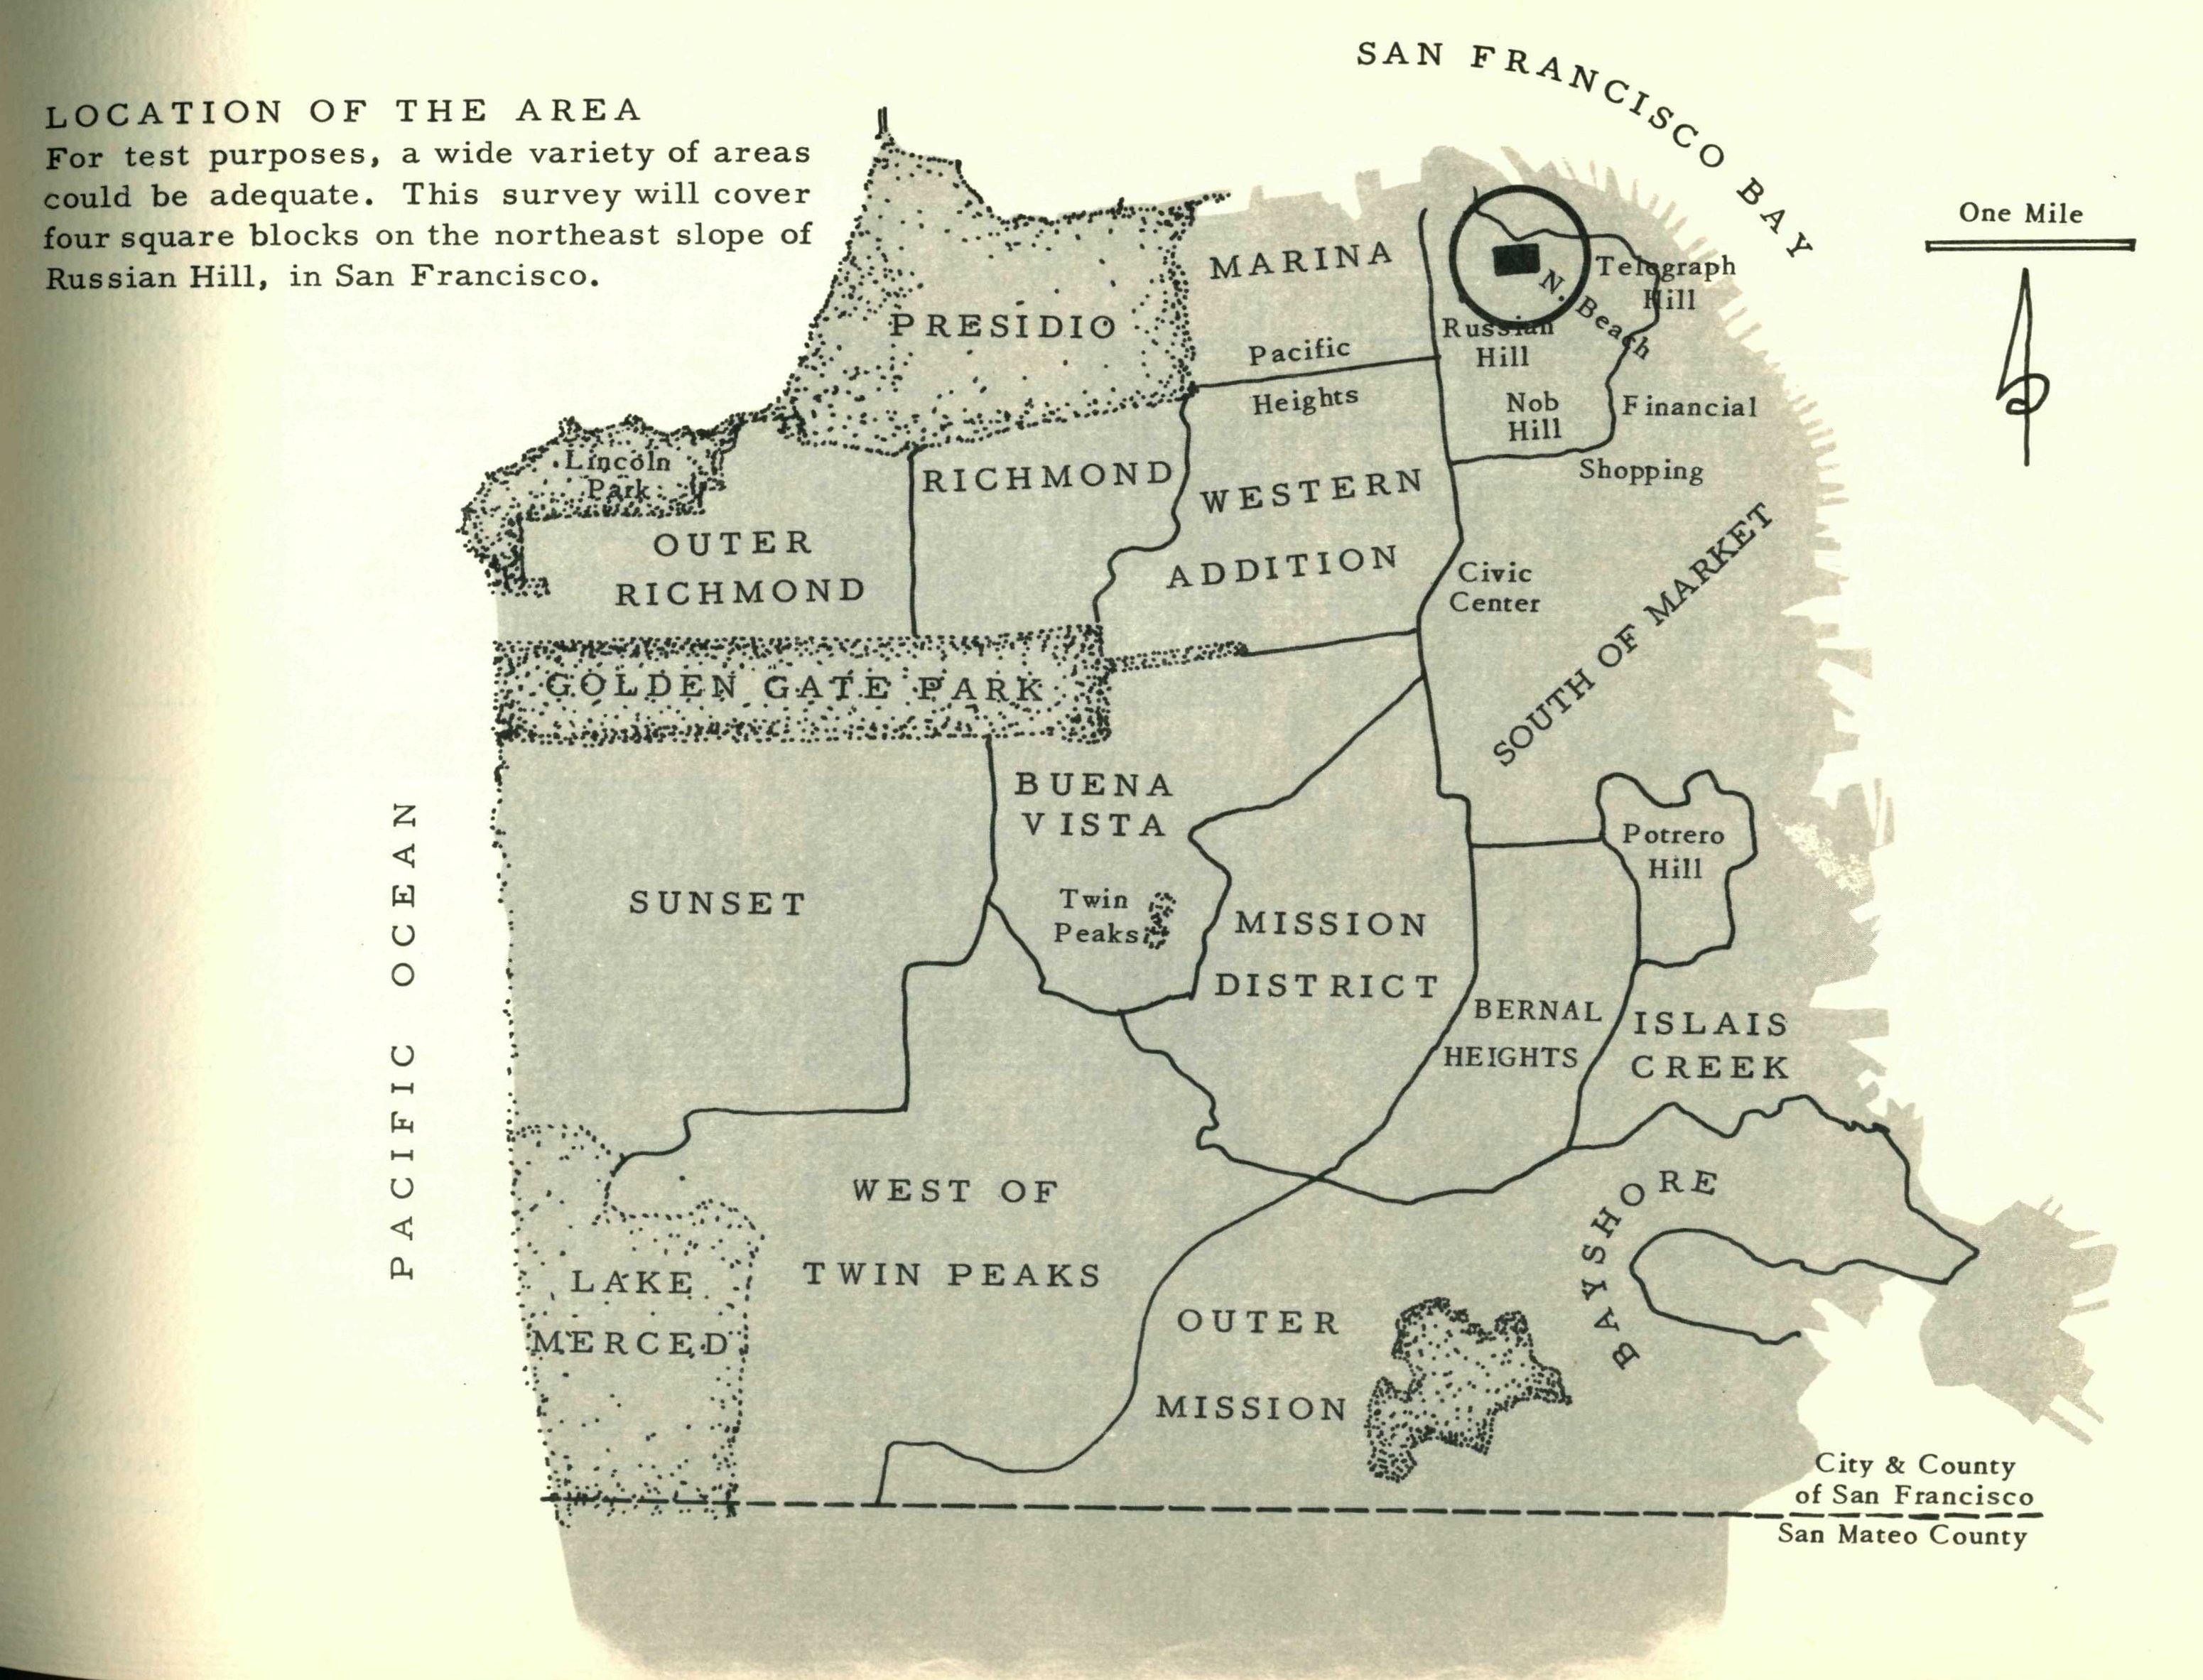 LOCATION OF THE AREA
For test purposes, a wide variety of areas
could be adequate. This survey will cover
four square blocks on the northeast slope of
Russian Hill, in San Francisco.
SAN FRANCISCO BAY
One Mile
MARINA
Telegraph
Hill
N. Beach
PRESIDIO
Russian
Hill
Pacific
Heights
Nob
Hill
Financial
Lincoln
Park
RICHMOND
WESTERN
ADDITION
Shopping
OUTER
RICHMOND
Civic
Center
SOUTH OF MARKET
GOLDEN GATE PARK
BUENA
VISTA
Potrero
Hill
PACIFIC OCEAN
SUNSET
Twin
Peaks
MISSION
DISTRICT
BERNAL
HEIGHTS
ISLAIS
CREEK
WEST OF
TWIN PEAKS
BAYSHORE
LAKE
MERCED
OUTER
MISSION
City & County
of San Francisco
San Mateo County